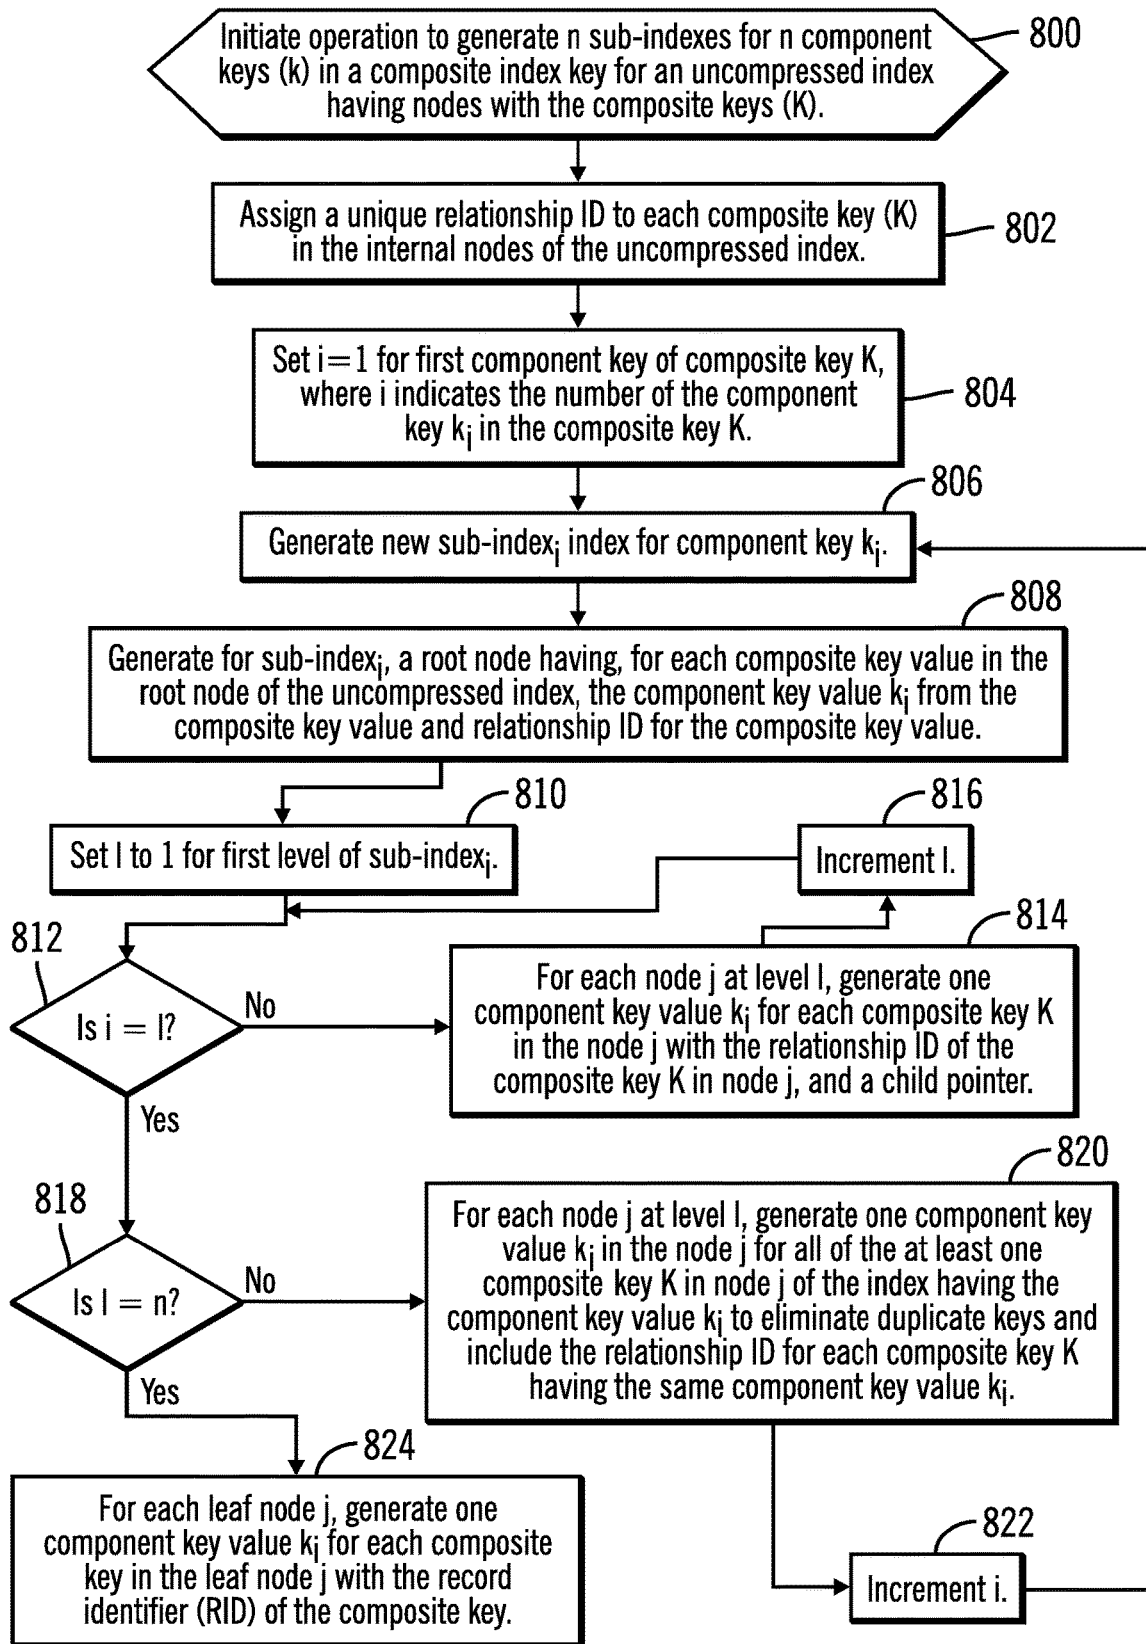 Initiate operation to generate n sub-indexes for n component
keys (k) in a composite index key for an uncompressed index
having nodes with the composite keys (K).
800
Assign a unique relationship ID to each composite key (K)
in the internal nodes of the uncompressed index.
802
Set i=1 for first component key of composite key K,
where i indicates the number of the component
key ki in the composite key K.
804
806
Generate new sub-indexi index for component key ki.
808
Generate for sub-indexi, a root node having, for each composite key value in the
root node of the uncompressed index, the component key value ki from the
composite key value and relationship ID for the composite key value.
810
Set l to 1 for first level of sub-indexi.
816
Increment l.
812
Is i = l?
No
Yes
814
For each node j at level l, generate one
component key value ki for each composite key K
in the node j with the relationship ID of the
composite key K in node j, and a child pointer.
818
Is l = n?
No
Yes
820
For each node j at level l, generate one component key
value ki in the node j for all of the at least one
composite key K in node j of the index having the
component key value ki to eliminate duplicate keys and
include the relationship ID for each composite key K
having the same component key value ki.
824
For each leaf node j, generate one
component key value ki for each composite
key in the leaf node j with the record
identifier (RID) of the composite key.
822
Increment i.